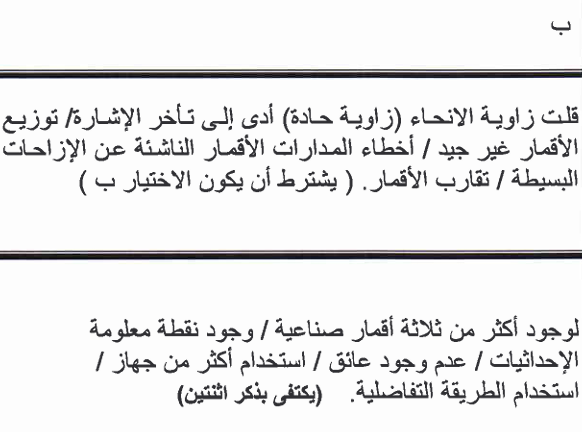 ب
قلت زاوية الانحاء (زاوية حادة) أدى إلى تأخر الإشارة/ توزيع
الأقمار غير جيد / أخطاء المدارات الأقمار الناشئة عن الإزاحات
البسيطة / تقارب الأقمار. ( يشترط أن يكون الاختيار ب )
لوجود أكثر من ثلاثة أقمار صناعية / وجود نقطة معلومة
الإحداثيات / عدم وجود عائق / استخدام أكثر من جهاز /
استخدام الطريقة التفاضلية. (يكتفى بذكر اثنتين)